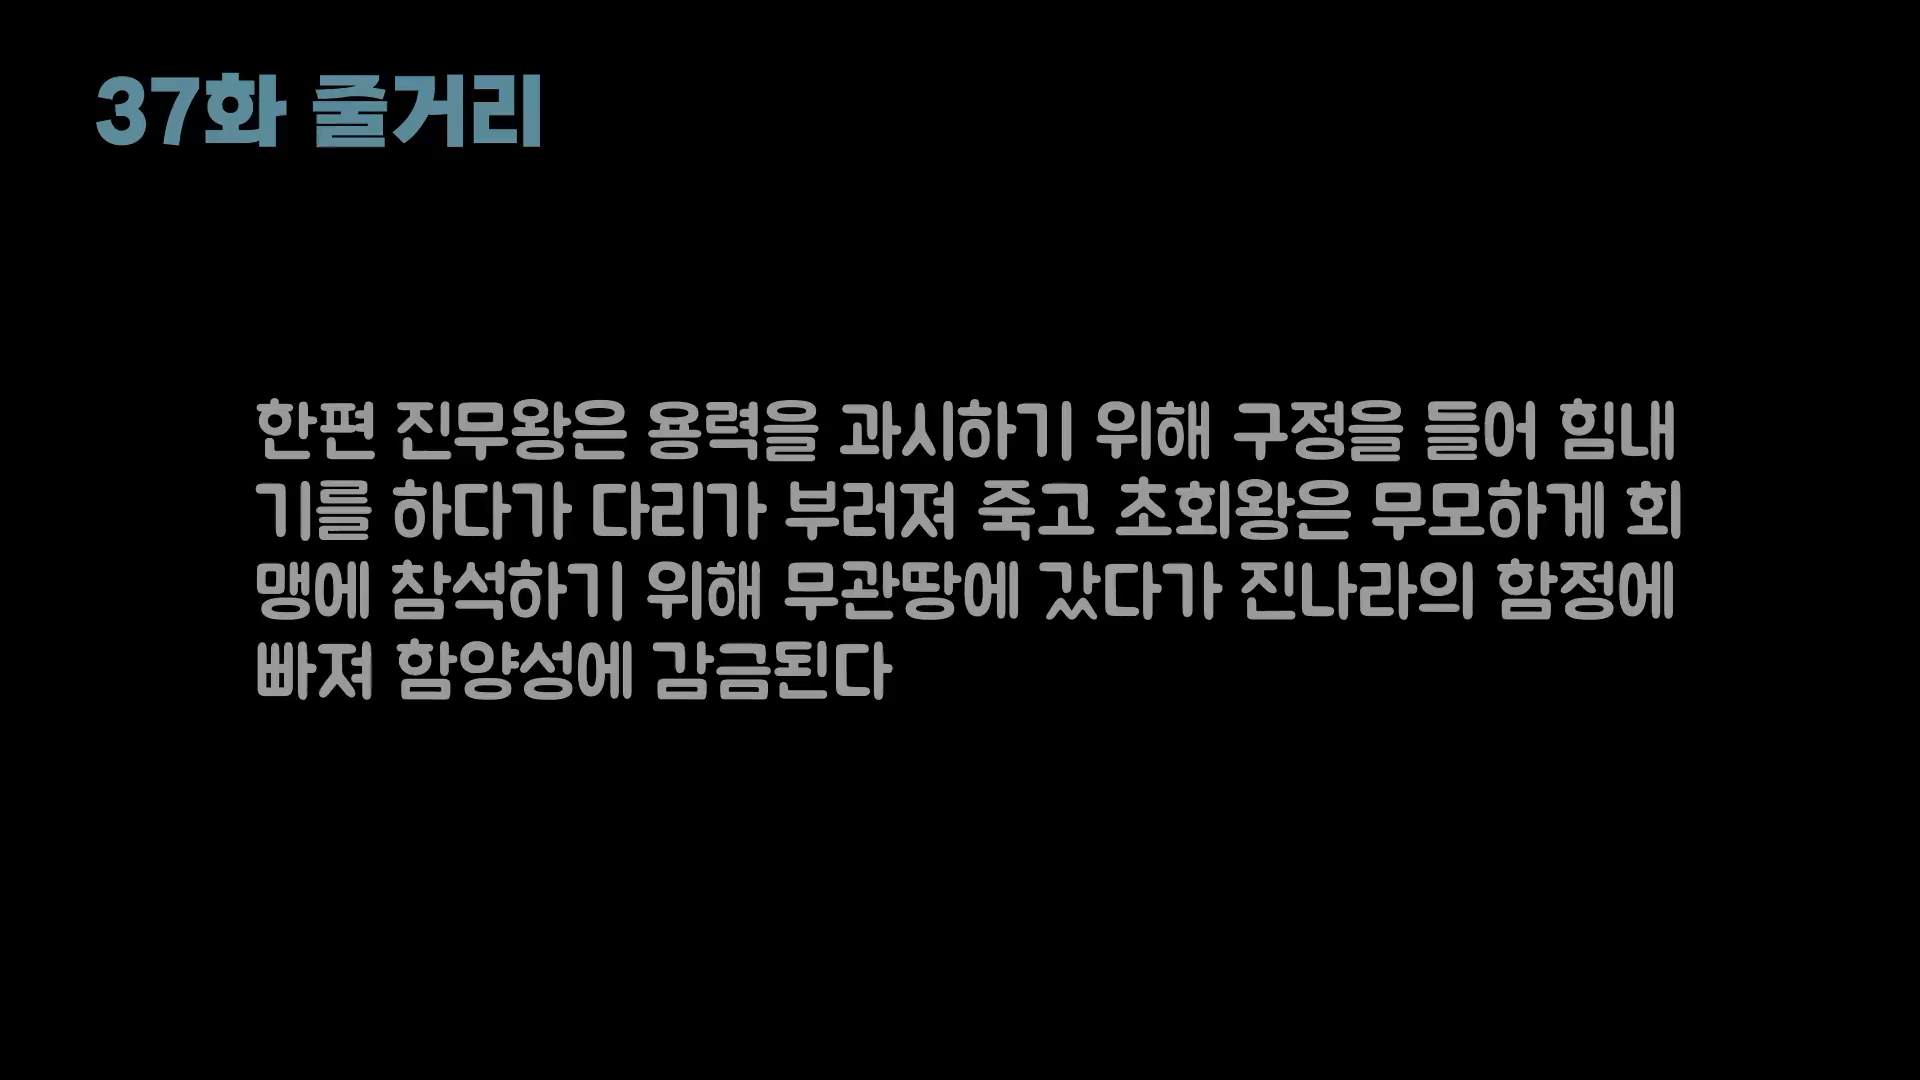 37화 줄거리
한편 진무왕은 용력을 과시하기 위해 구정을 들어 힘내
기를 하다가 다리가 부러져 죽고 초회왕은 무모하게 회
맹에 참석하기 위해 무관땅에 갔다가 진나라의 함정에
빠져 함양성에 감금된다